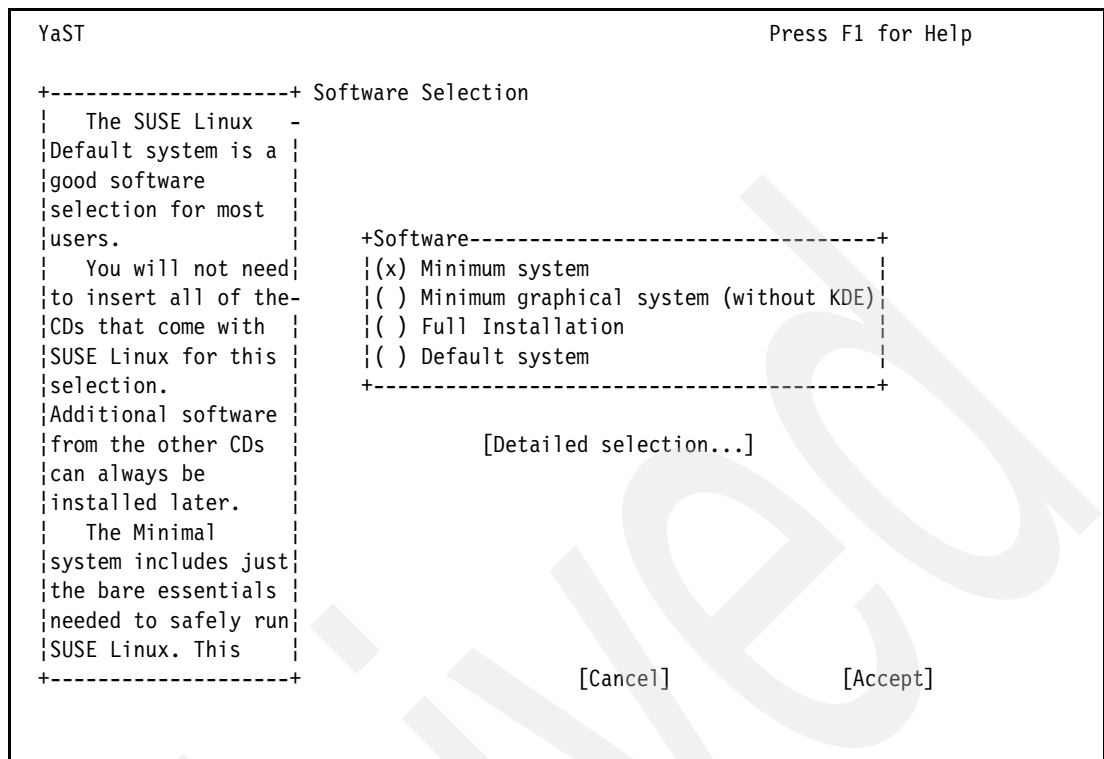 YaST Press F1 for Help
+--------------------+ Software Selection
¦ The SUSE Linux -
¦Default system is a ¦
¦good software ¦
¦selection for most ¦
¦users. ¦ +Software----------------------------------+
¦ You will not need¦ ¦(x) Minimum system ¦
¦to insert all of the- ¦( ) Minimum graphical system (without KDE)¦
¦CDs that come with ¦ ¦( ) Full Installation ¦
¦SUSE Linux for this ¦ ¦( ) Default system ¦
¦selection. ¦ +------------------------------------------+
¦Additional software ¦
¦from the other CDs ¦ [Detailed selection...]
¦can always be ¦
¦installed later. ¦
¦ The Minimal ¦
¦system includes just¦
¦the bare essentials ¦
¦needed to safely run¦
¦SUSE Linux. This ¦
+--------------------+ [Cancel] [Accept]